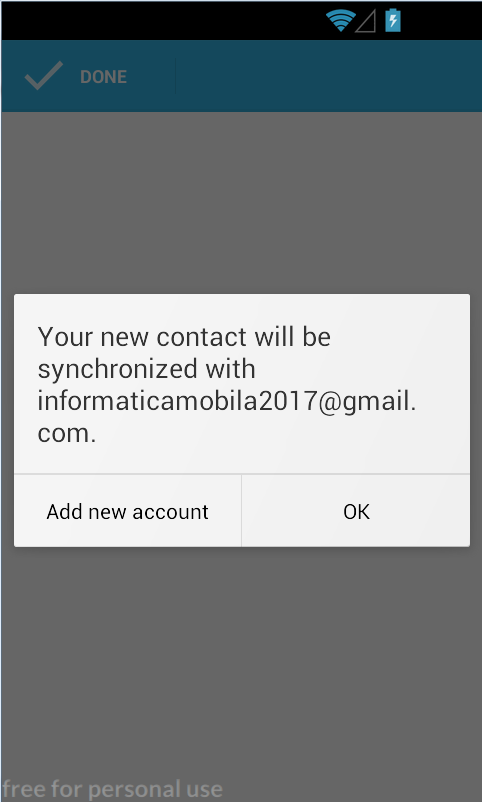 DONE
Your new contact will be
synchronized with
informaticamobila2017@gmail.
com.
Add new account
OK
free for personal use